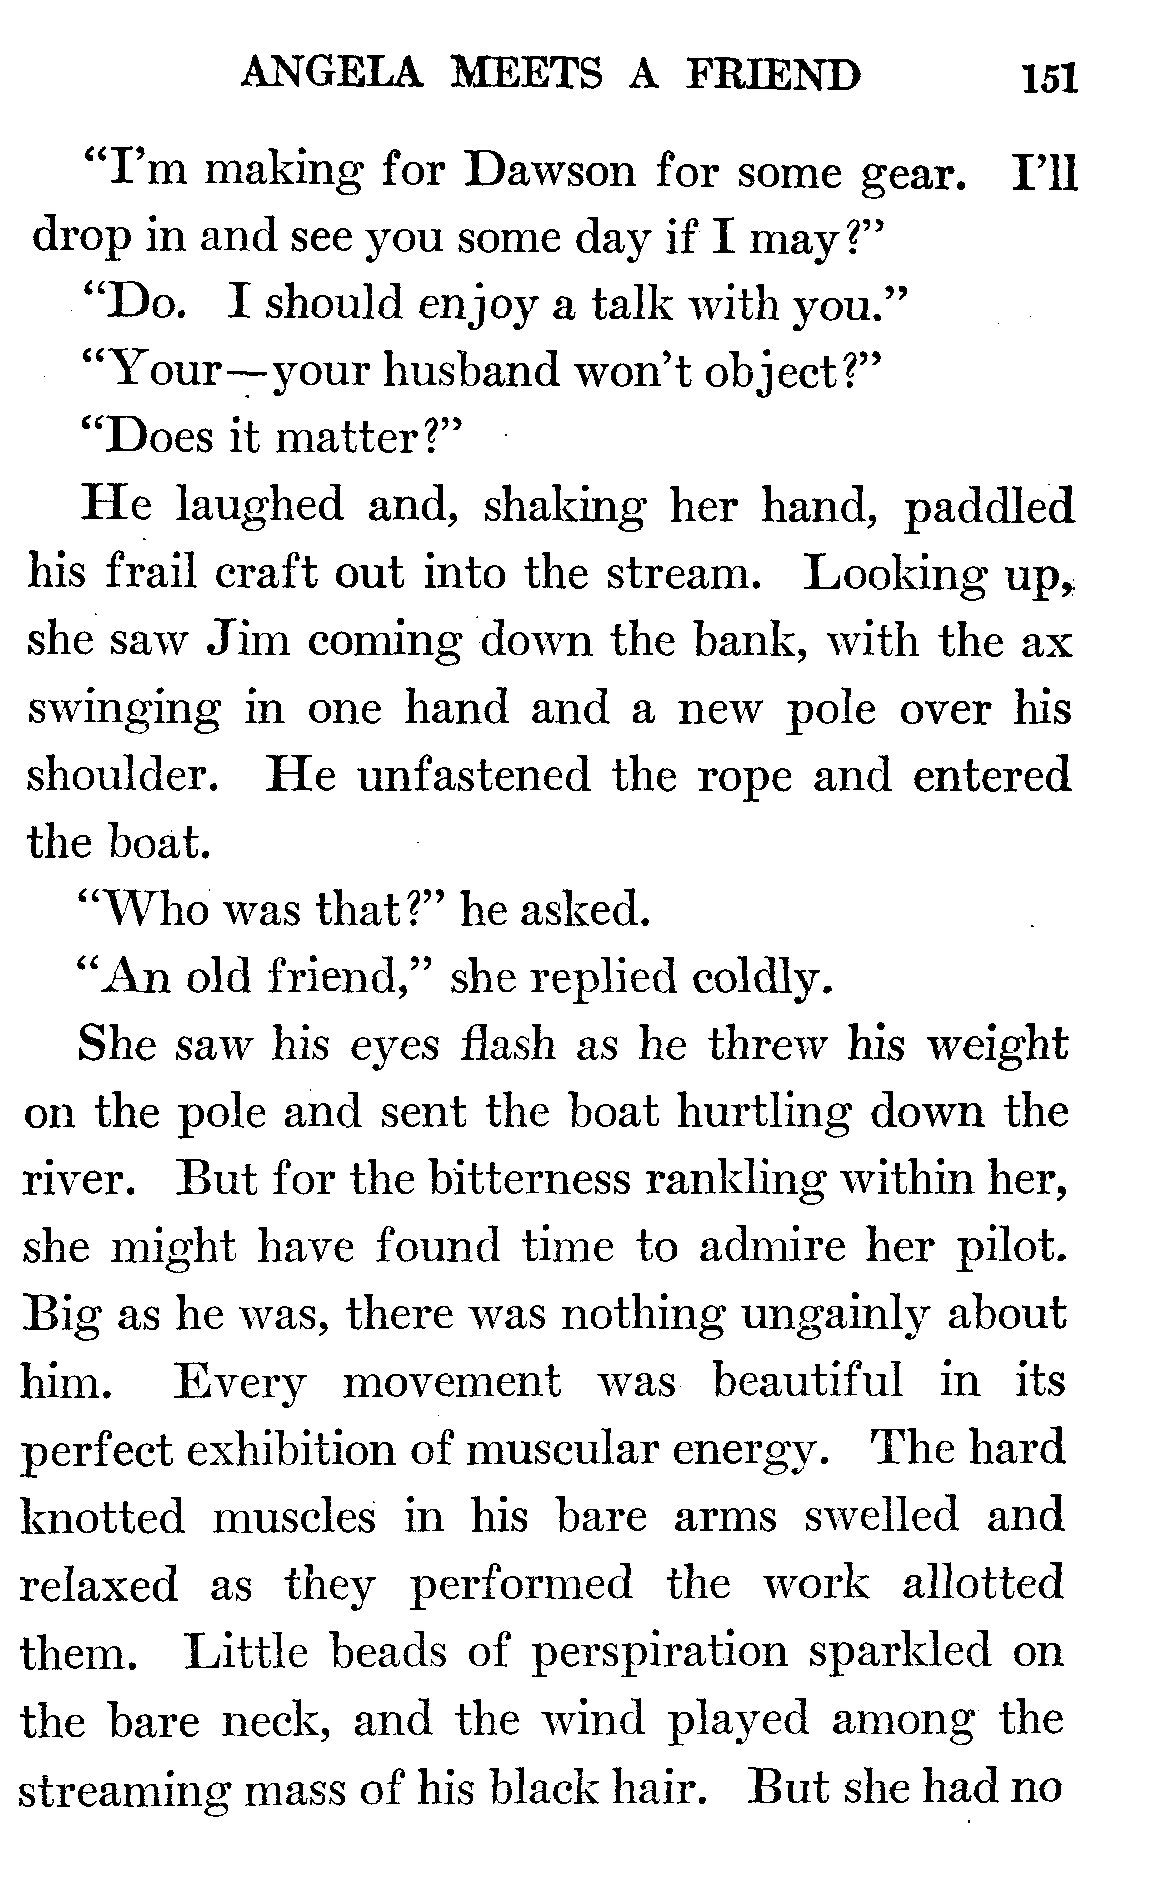 ANGELA MEETS A FRIEND 151
“I’m making for Dawson for some gear. I’ll
drop in and see you some day if I may?”
“Do. I should enjoy a talk with you.”
“Your—your husband won’t object?”
“Does it matter?”
He laughed and, shaking her hand, paddled
his frail craft out into the stream. Looking up,
she saw Jim coming down the bank, with the ax
swinging in one hand and a new pole over his
shoulder. He unfastened the rope and entered
the boat.
“Who was that?” he asked.
“An old friend,” she replied coldly.
She saw his eyes flash as he threw his weight
on the pole and sent the boat hurtling down the
river. But for the bitterness rankling within her,
she might have found time to admire her pilot.
Big as he was, there was nothing ungainly about
him. Every movement was beautiful in its
perfect exhibition of muscular energy. The hard
knotted muscles in his bare arms swelled and
relaxed as they performed the work allotted
them. Little beads of perspiration sparkled on
the bare neck, and the wind played among the
streaming mass of his black hair. But she had no